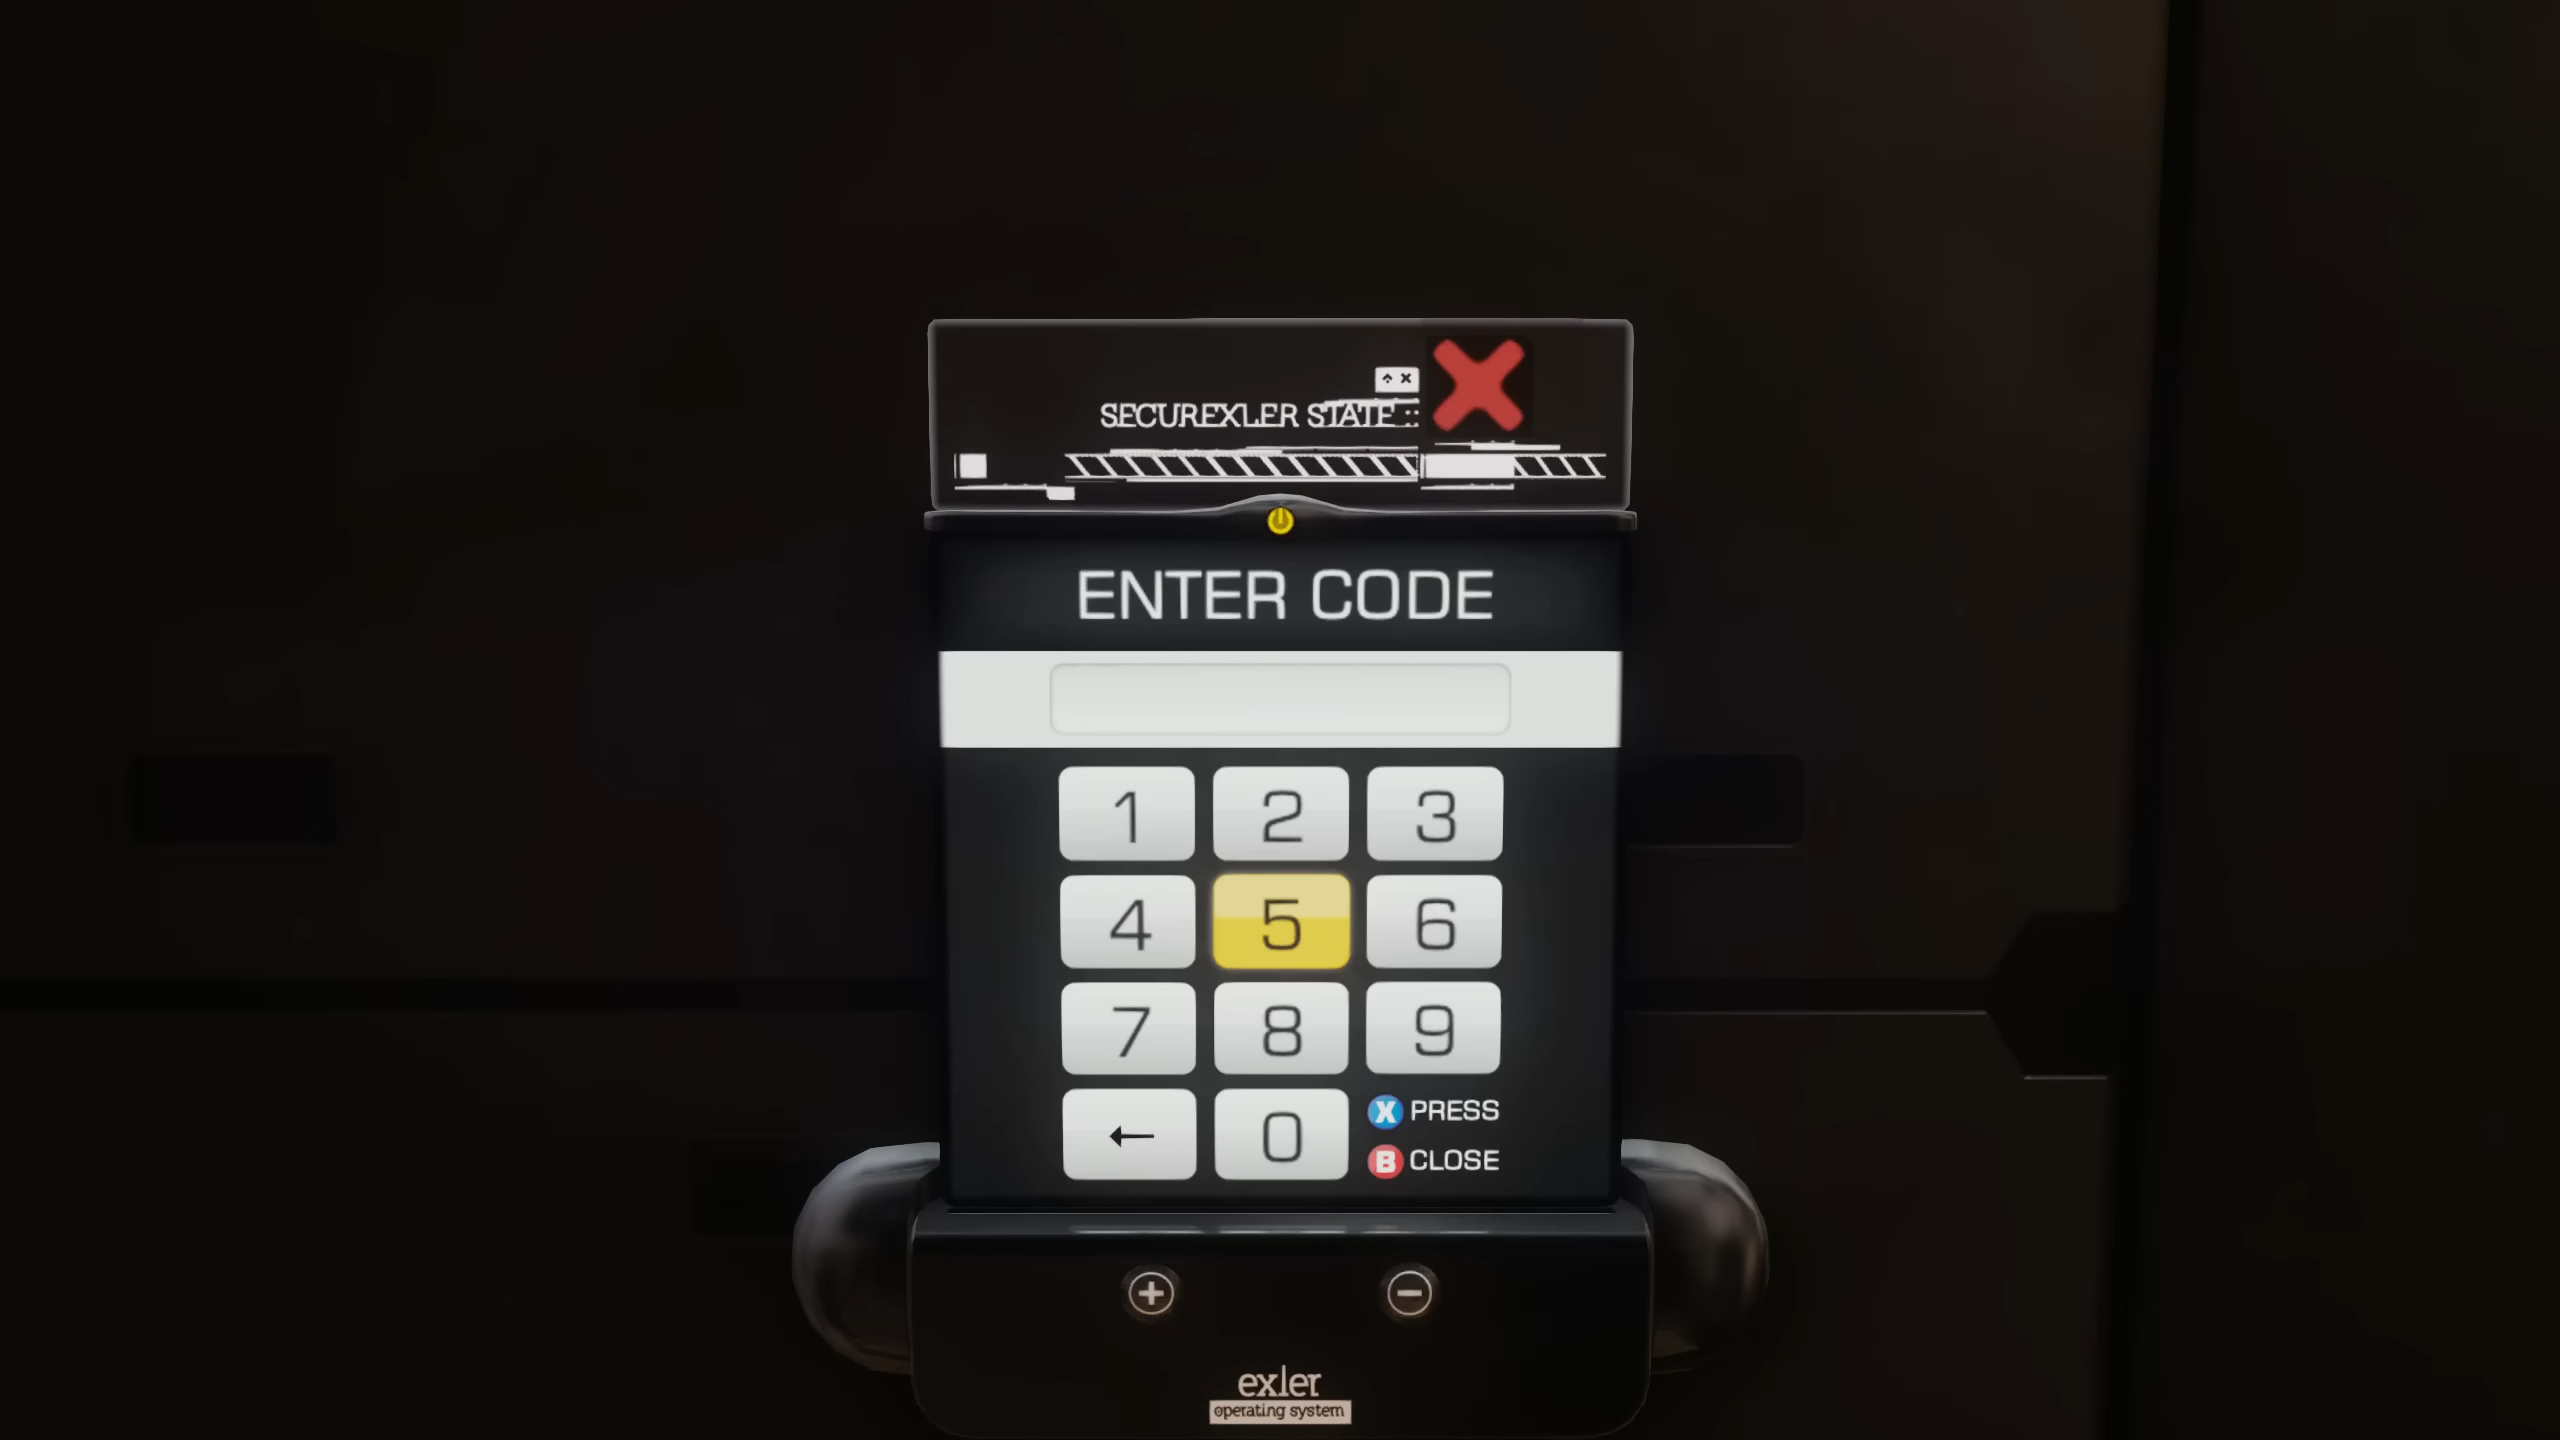 SECUREXLER STATE ::
ENTER CODE
1 2 3
4 5 6
7 8 9
← 0
X PRESS
B CLOSE
exler
operating system